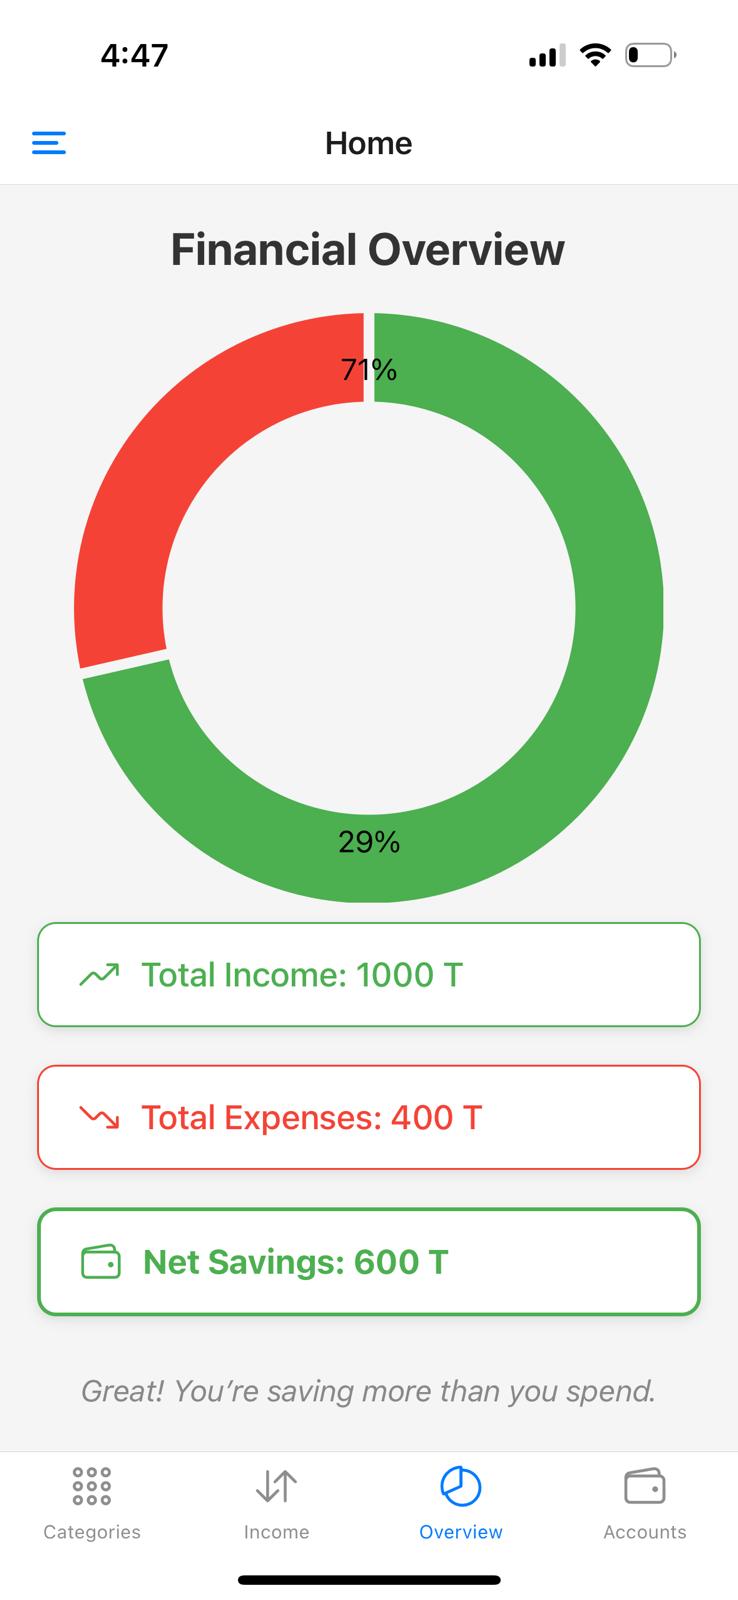 4:47
Home
Financial Overview
71%
29%
Total Income: 1000 T
Total Expenses: 400 T
Net Savings: 600 T
Great! You’re saving more than you spend.
Categories
Income
Overview
Accounts